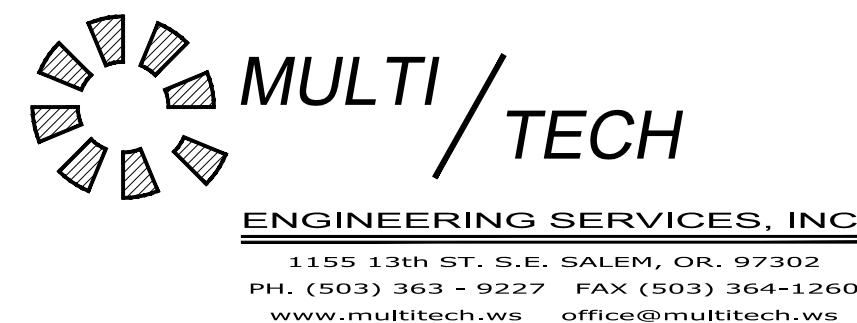 MULTI / TECH
ENGINEERING SERVICES, INC
1155 13th ST. S.E. SALEM, OR. 97302
PH. (503) 363 - 9227 FAX (503) 364-1260
www.multitech.ws office@multitech.ws